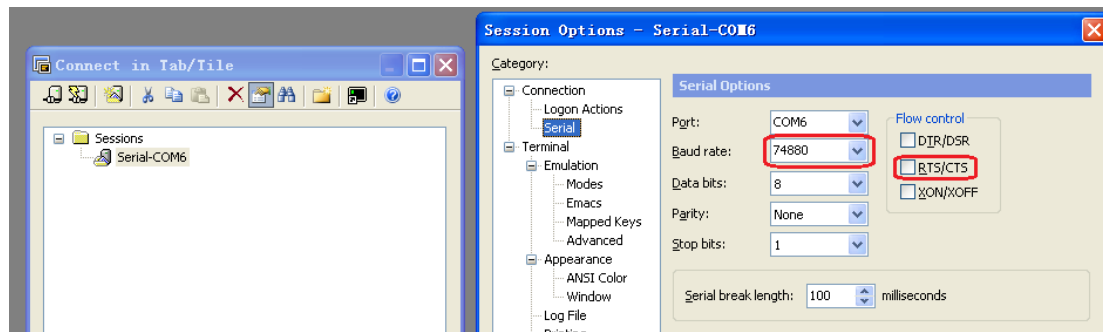 Connect in Tab/Tile
Sessions
Serial-COM6
Session Options - Serial-COM6
Category:
Connection
Logon Actions
Serial
Terminal
Emulation
Modes
Emacs
Mapped Keys
Advanced
Appearance
ANSI Color
Window
Log File
Serial Options
Port: COM6
Baud rate: 74880
Data bits: 8
Parity: None
Stop bits: 1
Flow control
DTR/DSR
RTS/CTS
XON/XOFF
Serial break length: 100 milliseconds